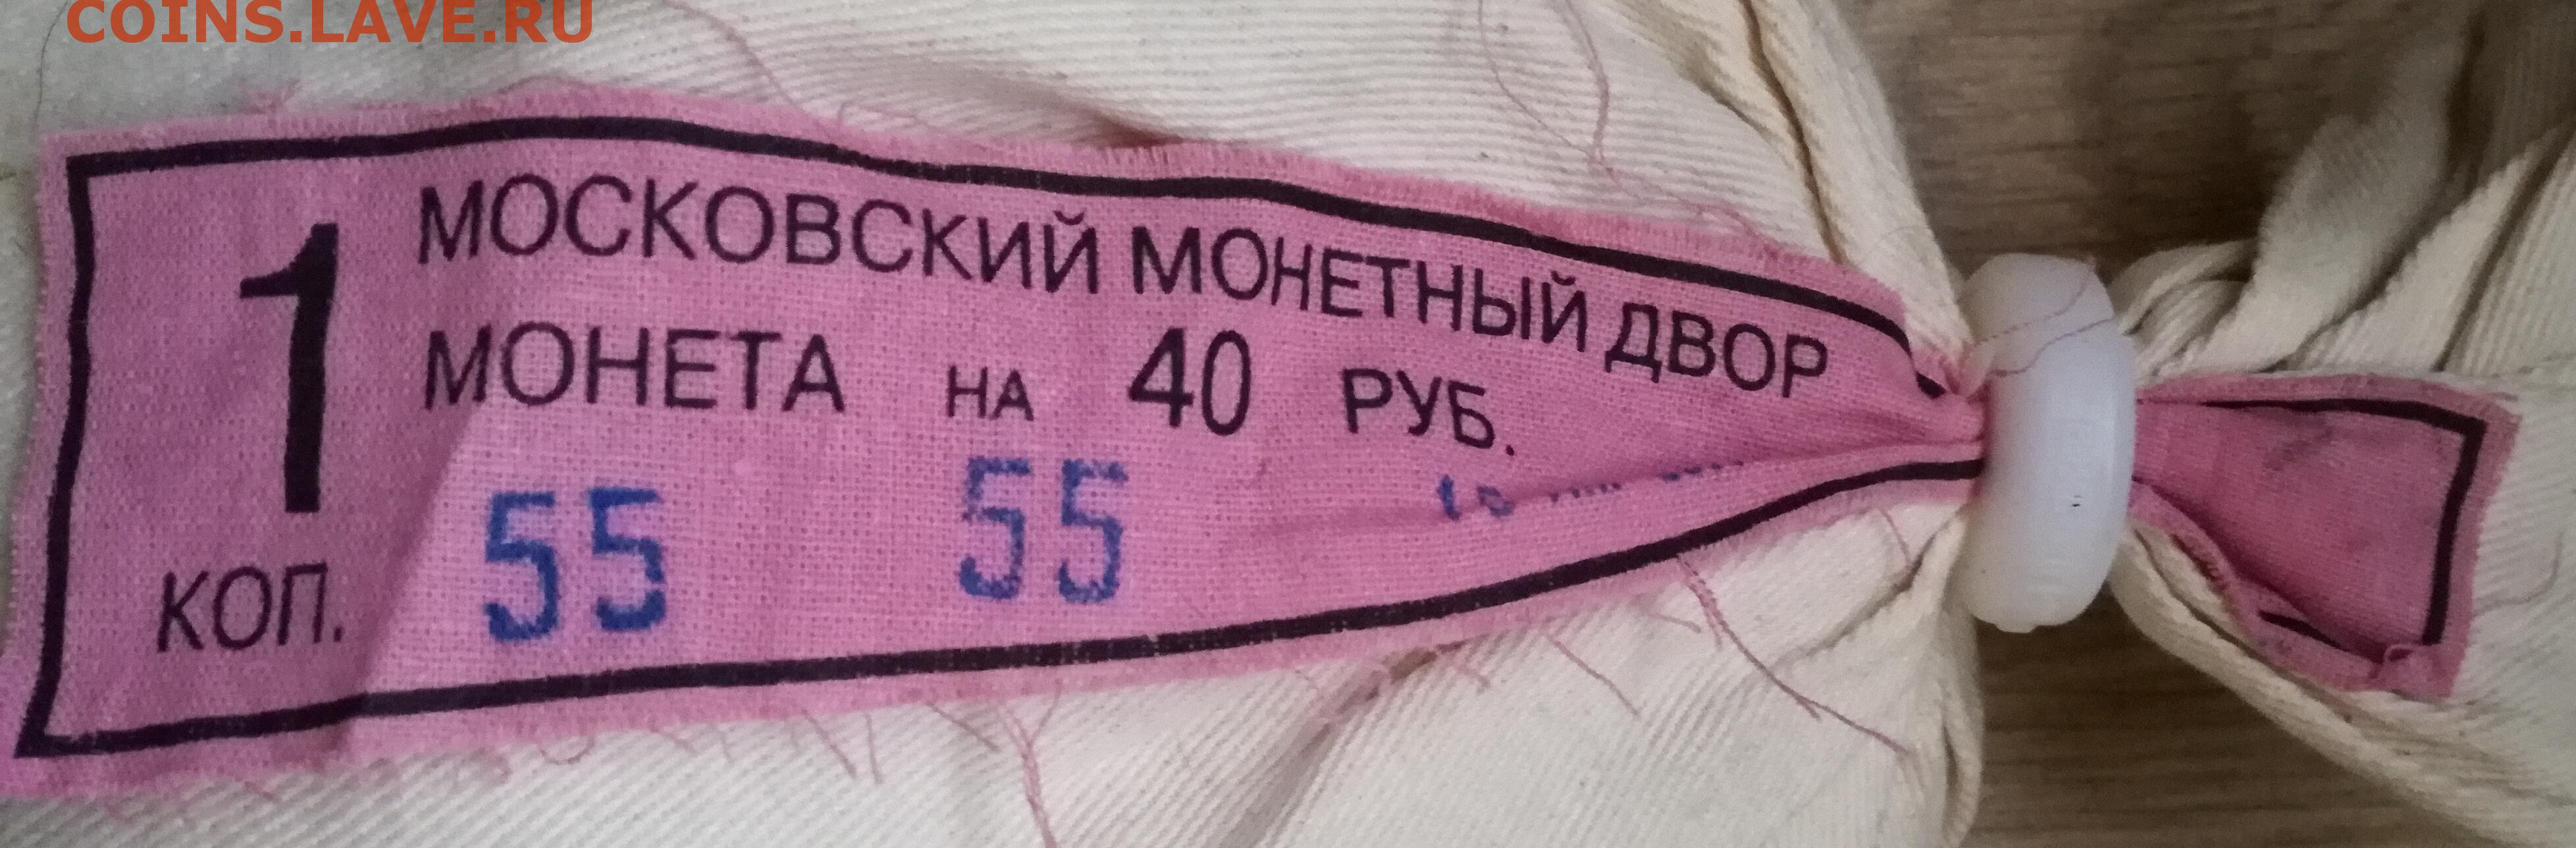 COINS.LAVE.RU
1
КОП.
МОСКОВСКИЙ МОНЕТНЫЙ ДВОР
МОНЕТА НА 40 РУБ.
55 55